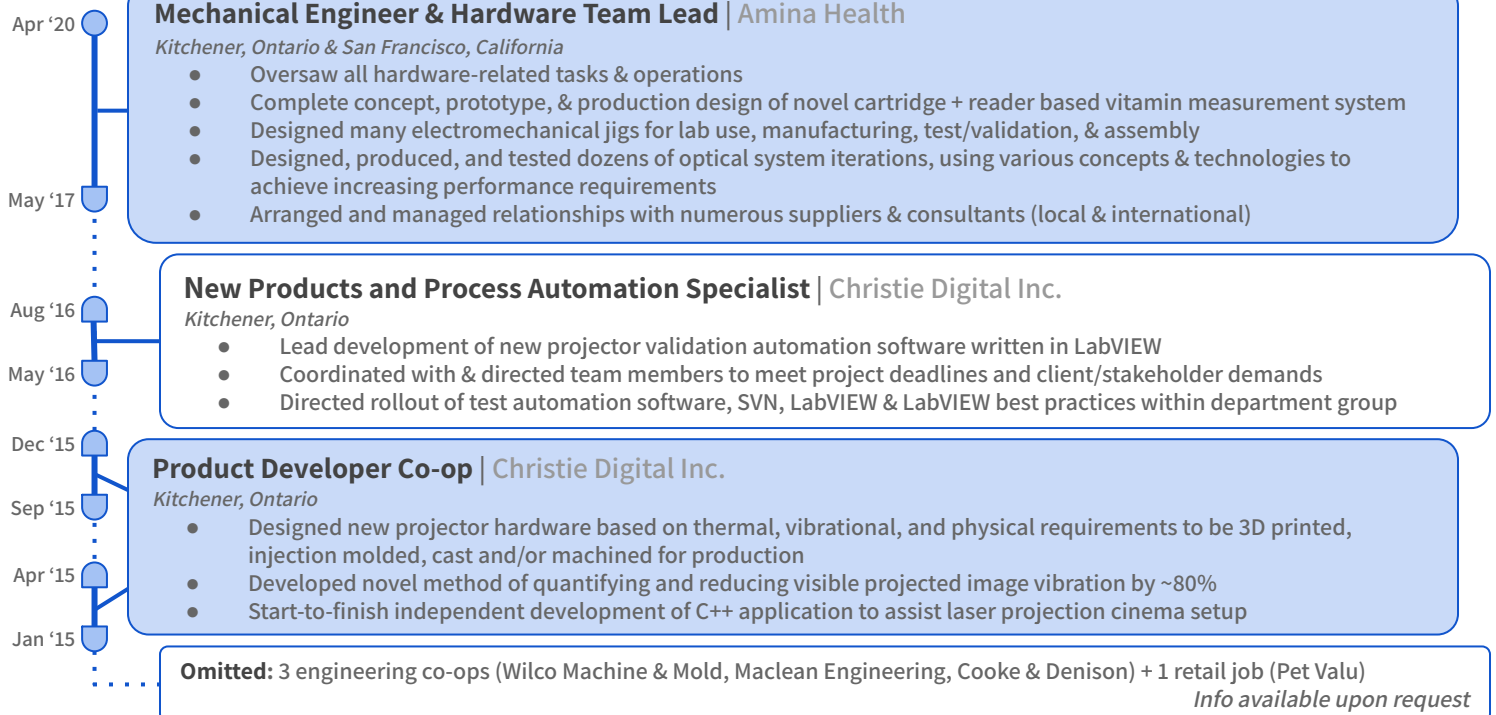 Apr ‘20
Mechanical Engineer & Hardware Team Lead | Amina Health
Kitchener, Ontario & San Francisco, California
● Oversaw all hardware-related tasks & operations
● Complete concept, prototype, & production design of novel cartridge + reader based vitamin measurement system
● Designed many electromechanical jigs for lab use, manufacturing, test/validation, & assembly
● Designed, produced, and tested dozens of optical system iterations, using various concepts & technologies to
achieve increasing performance requirements
May ‘17
● Arranged and managed relationships with numerous suppliers & consultants (local & international)
New Products and Process Automation Specialist | Christie Digital Inc.
Aug ‘16
Kitchener, Ontario
● Lead development of new projector validation automation software written in LabVIEW
May ‘16
● Coordinated with & directed team members to meet project deadlines and client/stakeholder demands
● Directed rollout of test automation software, SVN, LabVIEW & LabVIEW best practices within department group
Dec ‘15
Product Developer Co-op | Christie Digital Inc.
Kitchener, Ontario
Sep ‘15
● Designed new projector hardware based on thermal, vibrational, and physical requirements to be 3D printed,
injection molded, cast and/or machined for production
Apr ‘15
● Developed novel method of quantifying and reducing visible projected image vibration by ~80%
● Start-to-finish independent development of C++ application to assist laser projection cinema setup
Jan ‘15
Omitted: 3 engineering co-ops (Wilco Machine & Mold, Maclean Engineering, Cooke & Denison) + 1 retail job (Pet Valu)
Info available upon request